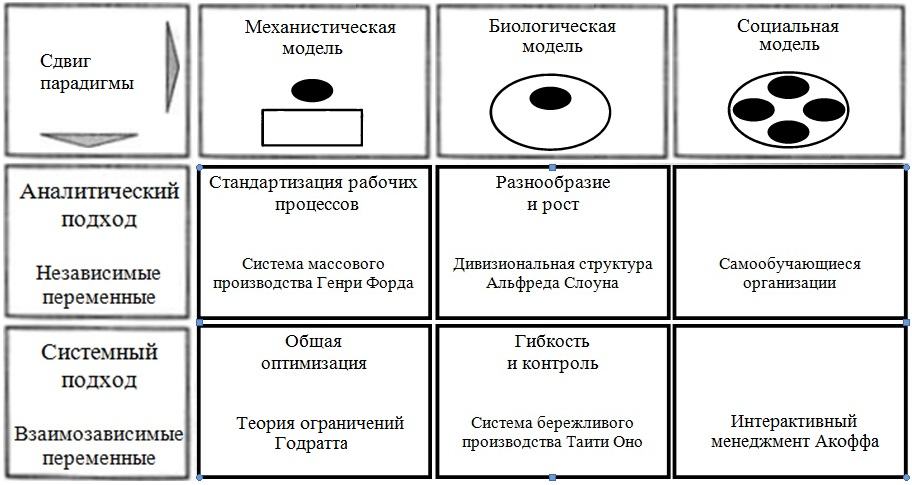 Сдвиг
парадигмы
Механистическая
модель
Биологическая
модель
Социальная
модель
Аналитический
подход
Независимые
переменные
Стандартизация рабочих
процессов
Система массового
производства Генри Форда
Разнообразие
и рост
Дивизиональная структура
Альфреда Слоуна
Самообучающиеся
организации
Системный
подход
Взаимозависимые
переменные
Общая
оптимизация
Теория ограничений
Годратта
Гибкость
и контроль
Система бережливого
производства Таити Оно
Интерактивный
менеджмент Акоффа